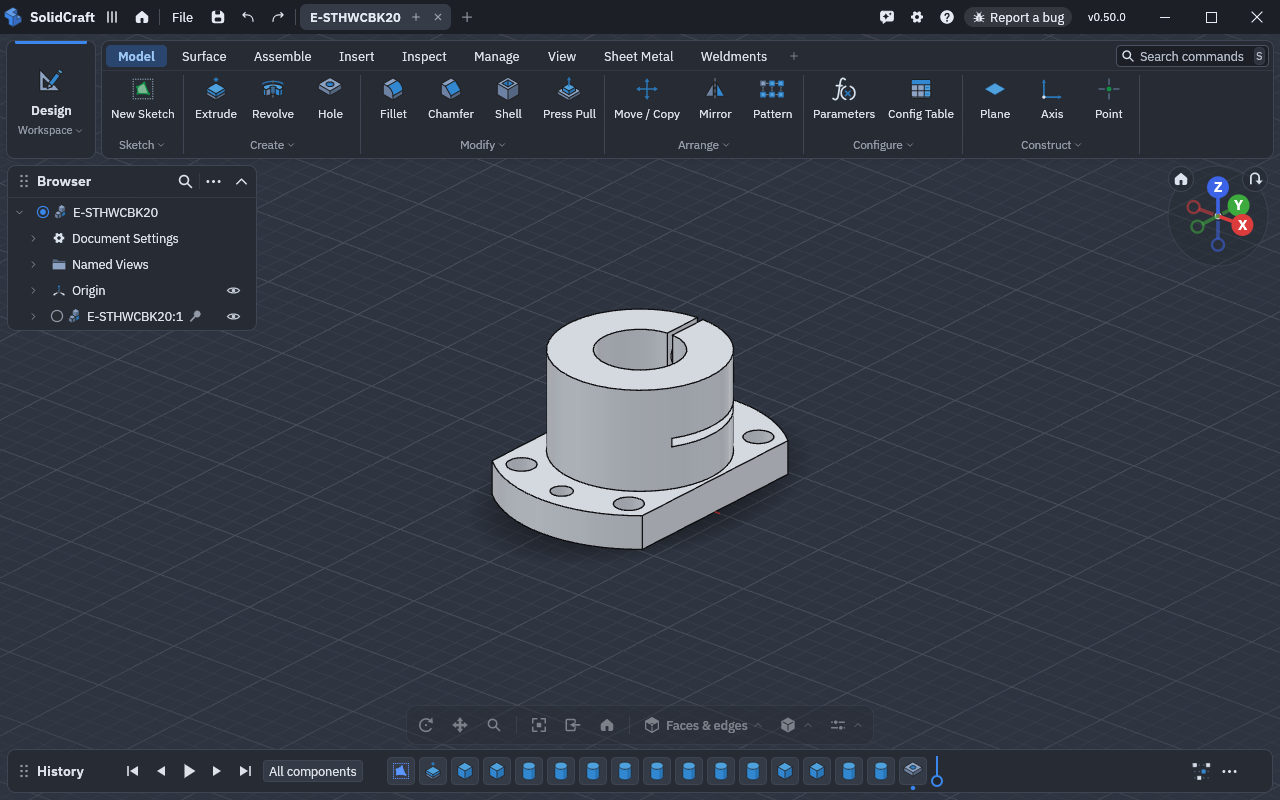 SolidCraft
File
E-STHWCBK20
Report a bug
v0.50.0
Design
Workspace
Model
Surface
Assemble
Insert
Inspect
Manage
View
Sheet Metal
Weldments
Search commands
S
New Sketch
Extrude
Revolve
Hole
Fillet
Chamfer
Shell
Press Pull
Move / Copy
Mirror
Pattern
Parameters
Config Table
Plane
Axis
Point
Sketch
Create
Modify
Arrange
Configure
Construct
Browser
E-STHWCBK20
Document Settings
Named Views
Origin
E-STHWCBK20:1
Z
Y
X
Faces & edges
History
All components